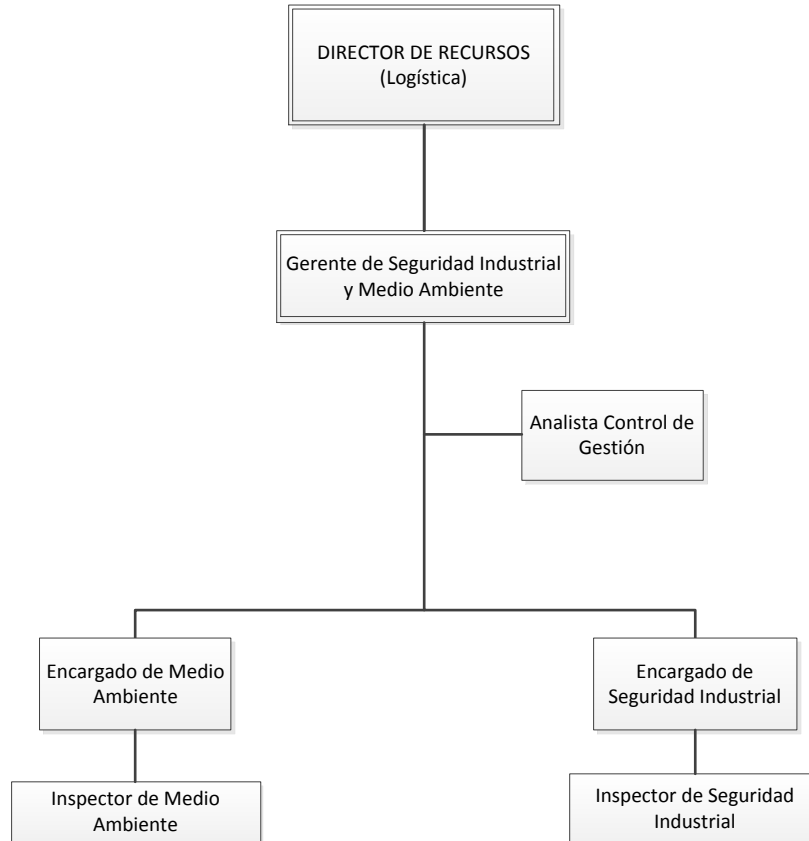 DIRECTOR DE RECURSOS
(Logística)
Gerente de Seguridad Industrial
y Medio Ambiente
Analista Control de
Gestión
Encargado de Medio
Ambiente
Encargado de
Seguridad Industrial
Inspector de Medio
Ambiente
Inspector de Seguridad
Industrial